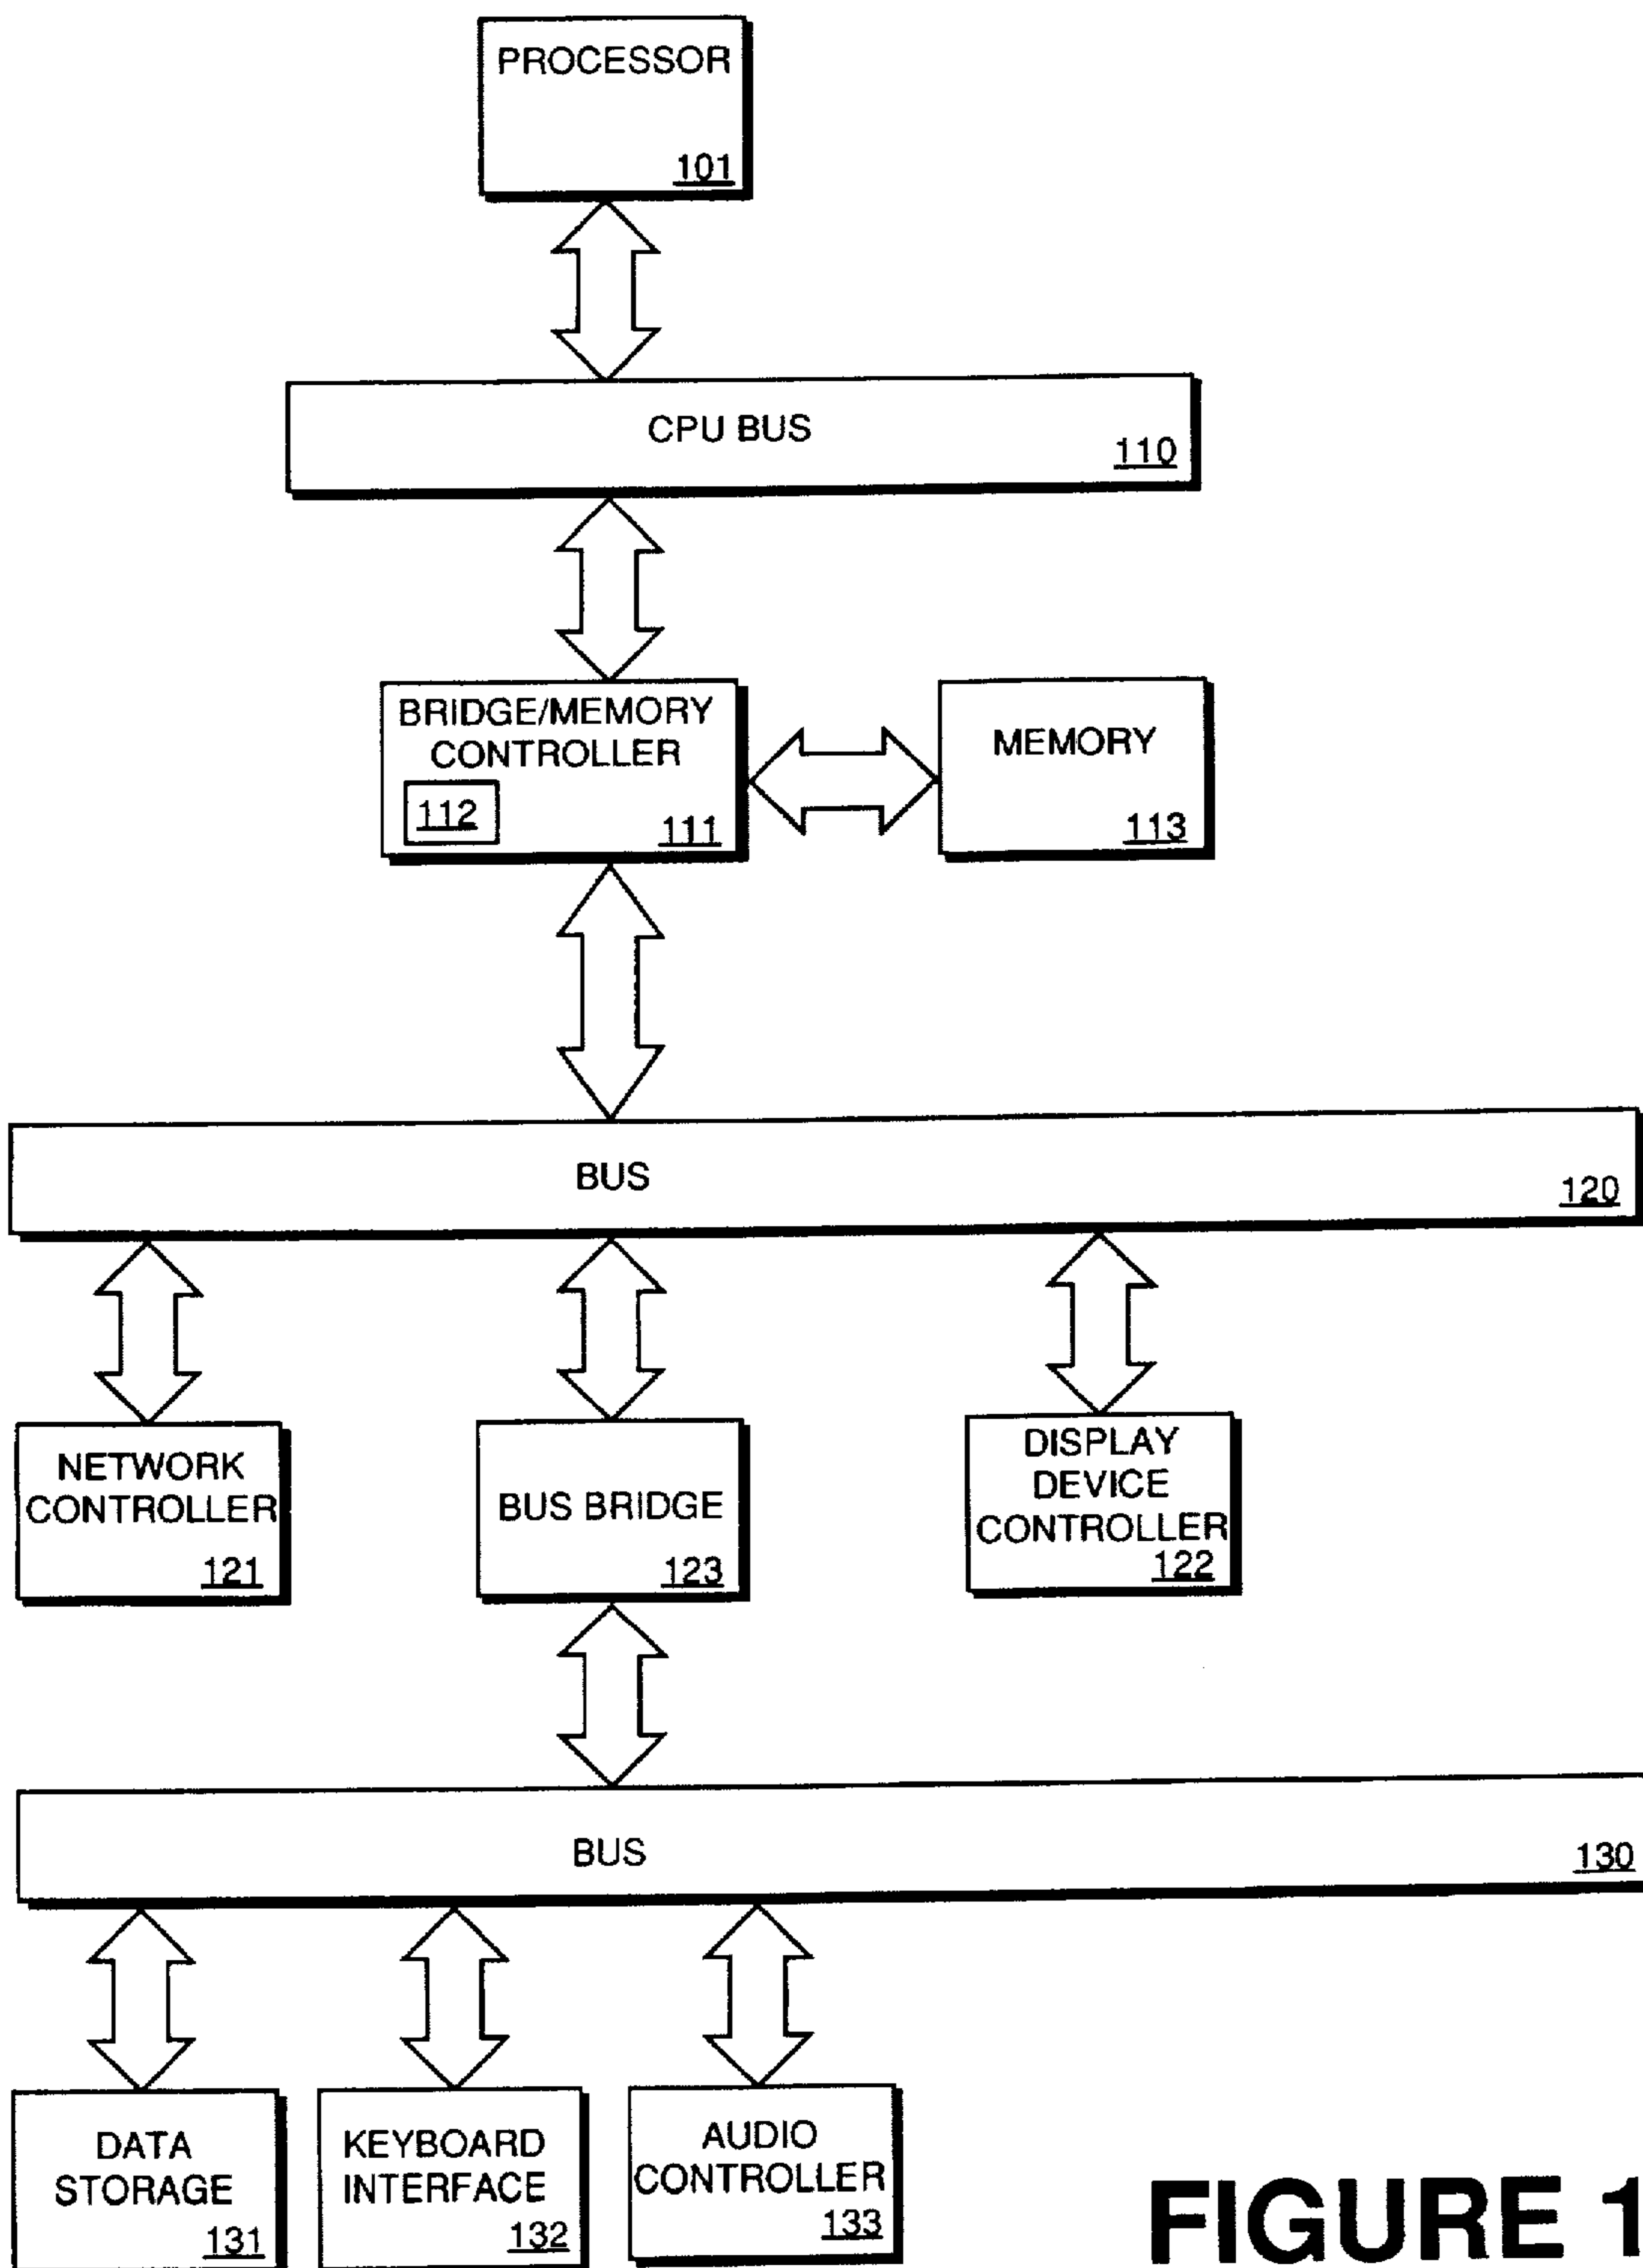 PROCESSOR
101
CPU BUS
110
BRIDGE/MEMORY
CONTROLLER
112
111
MEMORY
113
BUS
120
NETWORK
CONTROLLER
121
BUS BRIDGE
123
DISPLAY
DEVICE
CONTROLLER
122
BUS
130
DATA
STORAGE
131
KEYBOARD
INTERFACE
132
AUDIO
CONTROLLER
133
FIGURE 1